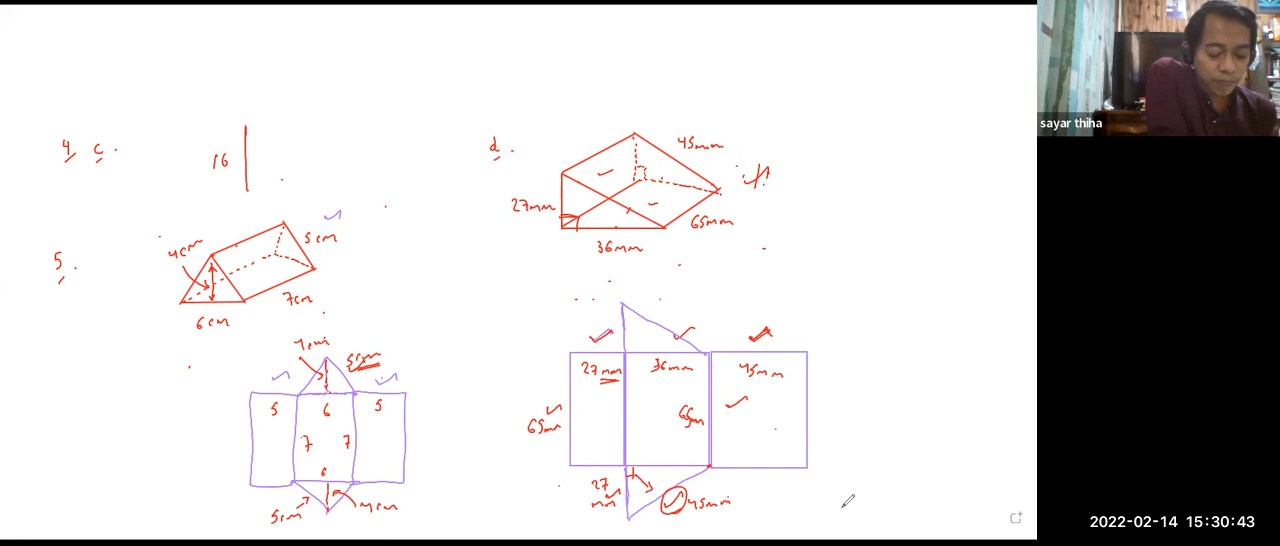 4 c.
16
d.
45mm
27mm
65mm
36mm
5.
4cm
5cm
7cm
6cm
4cm
5cm
5 6 5
7 7
6
5cm
4cm
27mm 36mm 45mm
65mm
65mm
27
mm
45mm
sayar thiha
2022-02-14 15:30:43